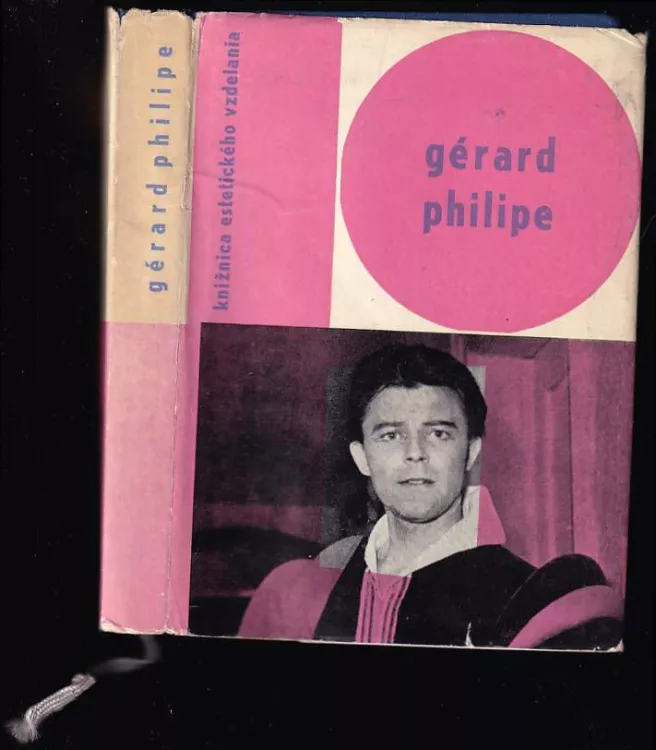 gérard philipe
knižnica estetického vzdelania
gérard
philipe